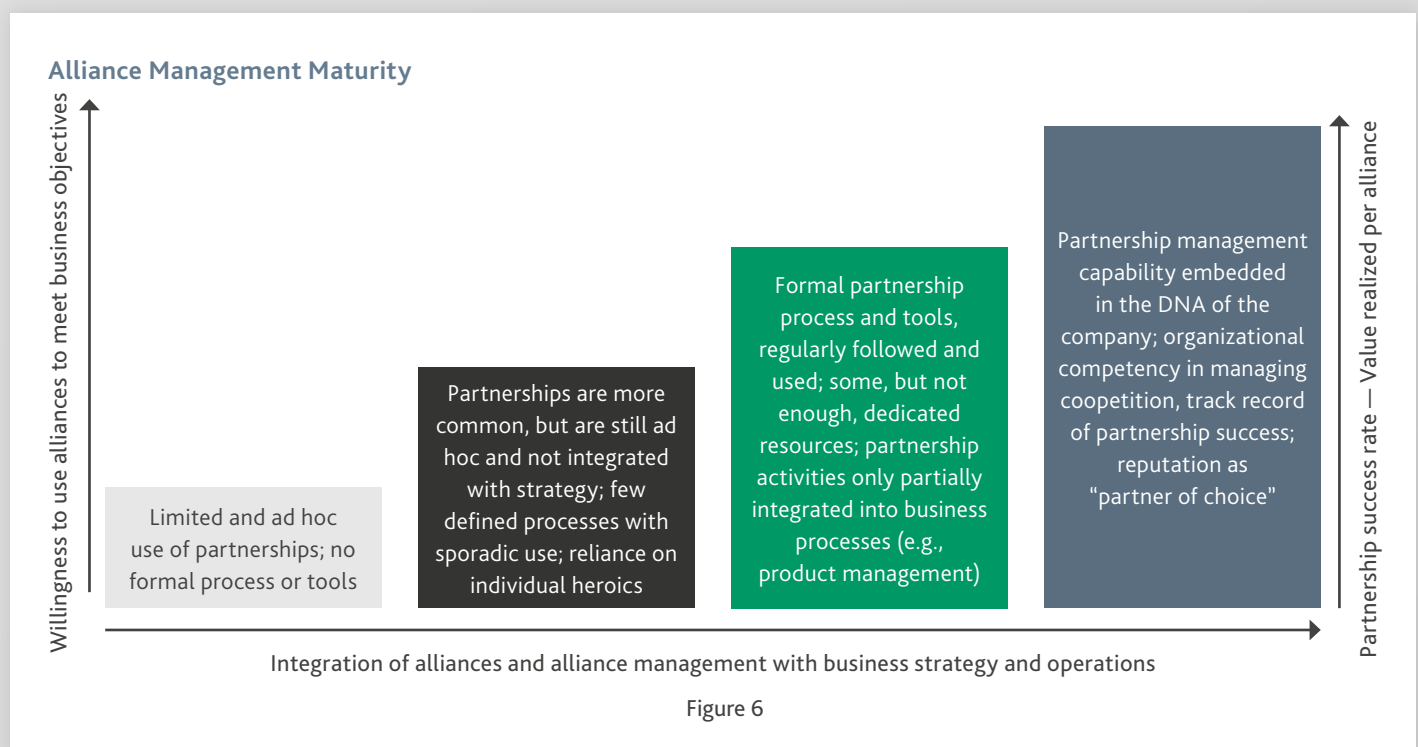 Alliance Management Maturity
Willingness to use alliances to meet business objectives
Limited and ad hoc
use of partnerships; no
formal process or tools
Partnerships are more
common, but are still ad
hoc and not integrated
with strategy; few
defined processes with
sporadic use; reliance on
individual heroics
Formal partnership
process and tools,
regularly followed and
used; some, but not
enough, dedicated
resources; partnership
activities only partially
integrated into business
processes (e.g.,
product management)
Partnership management
capability embedded
in the DNA of the
company; organizational
competency in managing
coopetition, track record
of partnership success;
reputation as
“partner of choice”
Partnership success rate — Value realized per alliance
Integration of alliances and alliance management with business strategy and operations
Figure 6